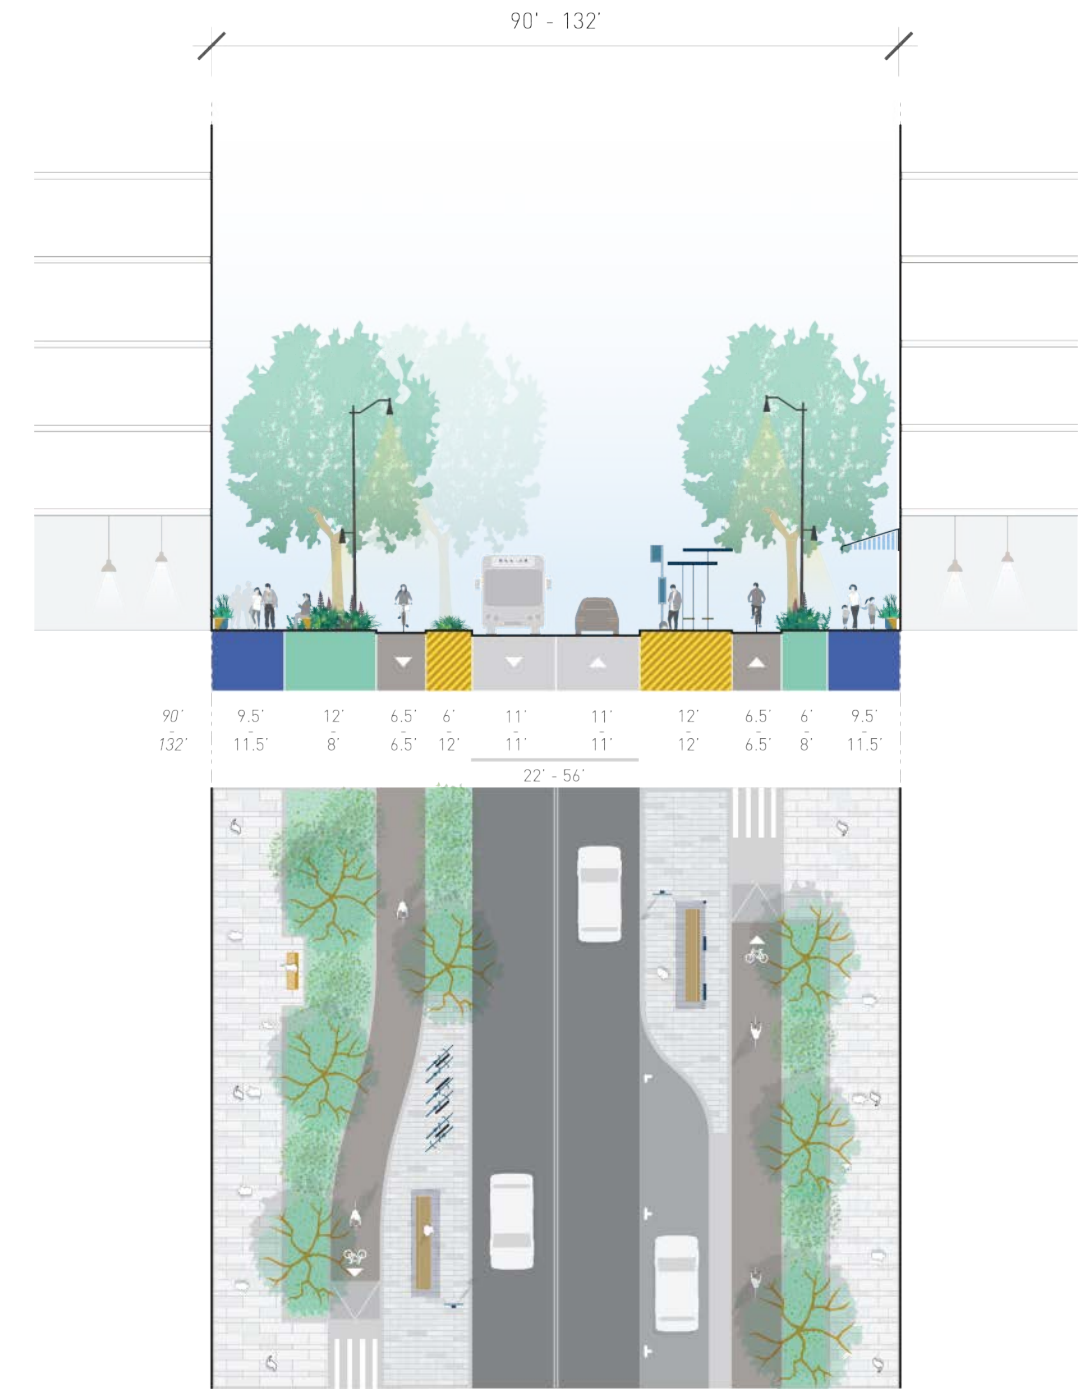 90' - 132'
90' 9.5' 12' 6.5' 6' 11' 11' 12' 6.5' 6' 9.5'
- - - - - - - - - - -
132' 11.5' 8' 6.5' 12' 11' 11' 12' 6.5' 8' 11.5'
22' - 56'